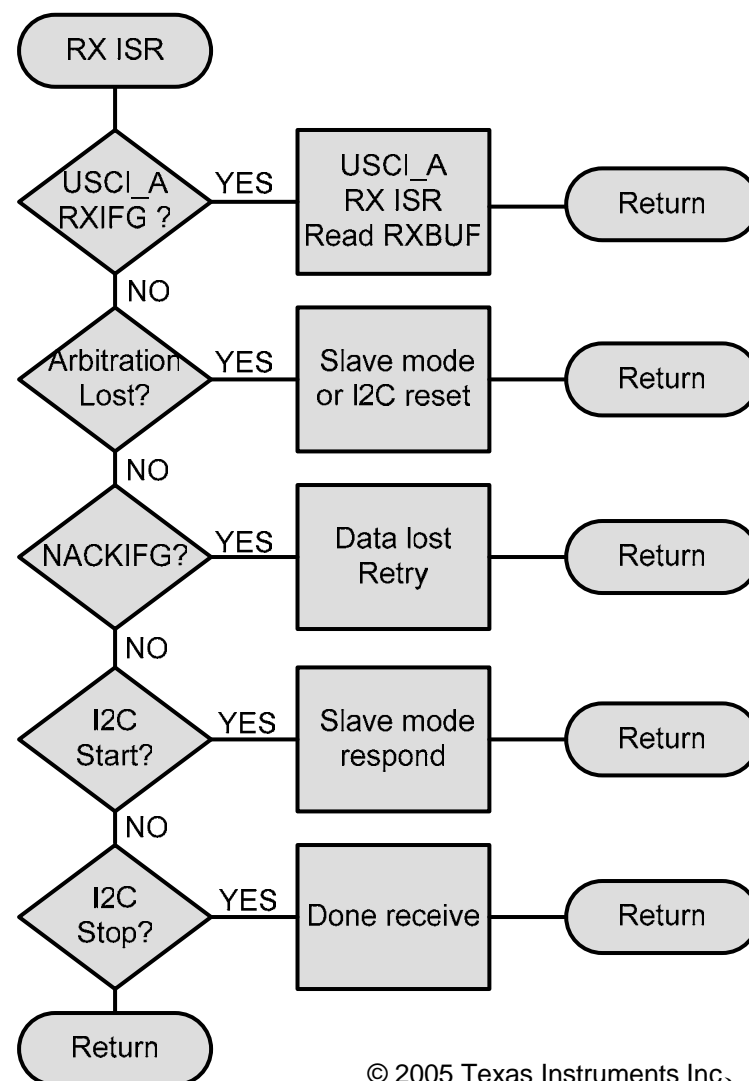 RX ISR
USCI_A
RXIFG ?
YES
USCI_A
RX ISR
Read RXBUF
Return
NO
Arbitration
Lost?
YES
Slave mode
or I2C reset
Return
NO
NACKIFG?
YES
Data lost
Retry
Return
NO
I2C
Start?
YES
Slave mode
respond
Return
NO
I2C
Stop?
YES
Done receive
Return
Return
© 2005 Texas Instruments Inc